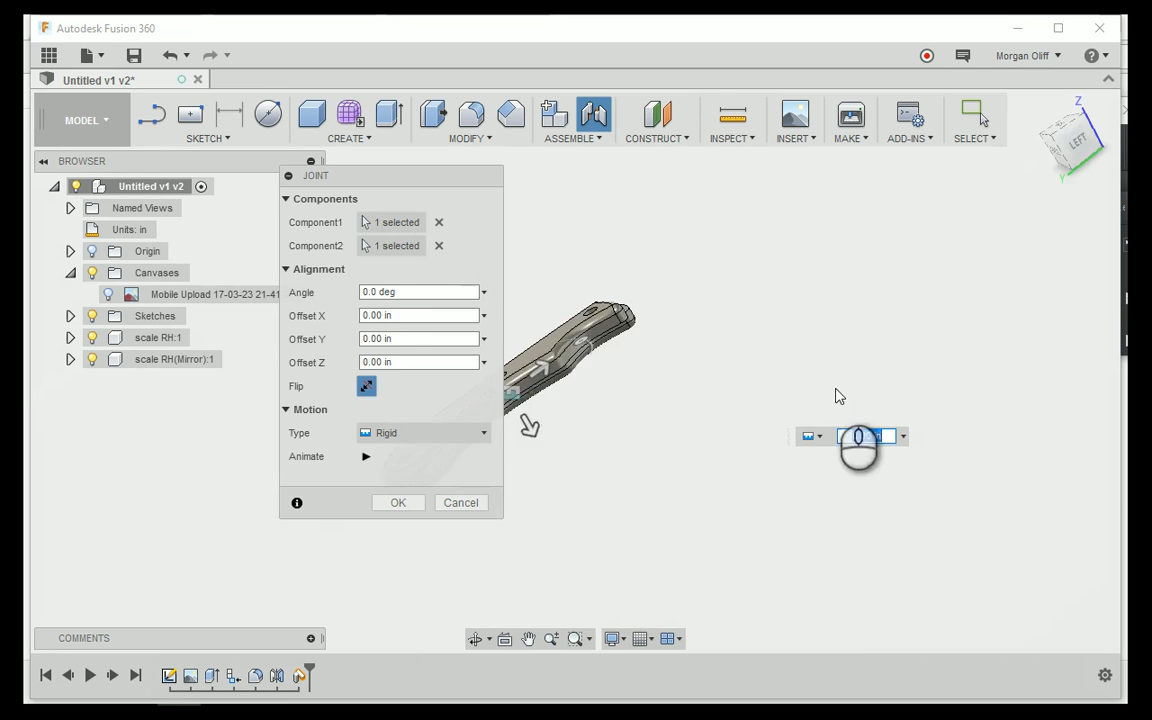 Autodesk Fusion 360
Morgan Oliff
Untitled v1 v2*
MODEL
SKETCH
CREATE
MODIFY
ASSEMBLE
CONSTRUCT
INSPECT
INSERT
MAKE
ADD-INS
SELECT
Z
LEFT
Y
BROWSER
Untitled v1 v2
Named Views
Units: in
Origin
Canvases
Mobile Upload 17-03-23 21-41
Sketches
scale RH:1
scale RH(Mirror):1
JOINT
Components
Component1 1 selected
Component2 1 selected
Alignment
Angle 0.0 deg
Offset X 0.00 in
Offset Y 0.00 in
Offset Z 0.00 in
Flip
Motion
Type Rigid
Animate
OK Cancel
COMMENTS